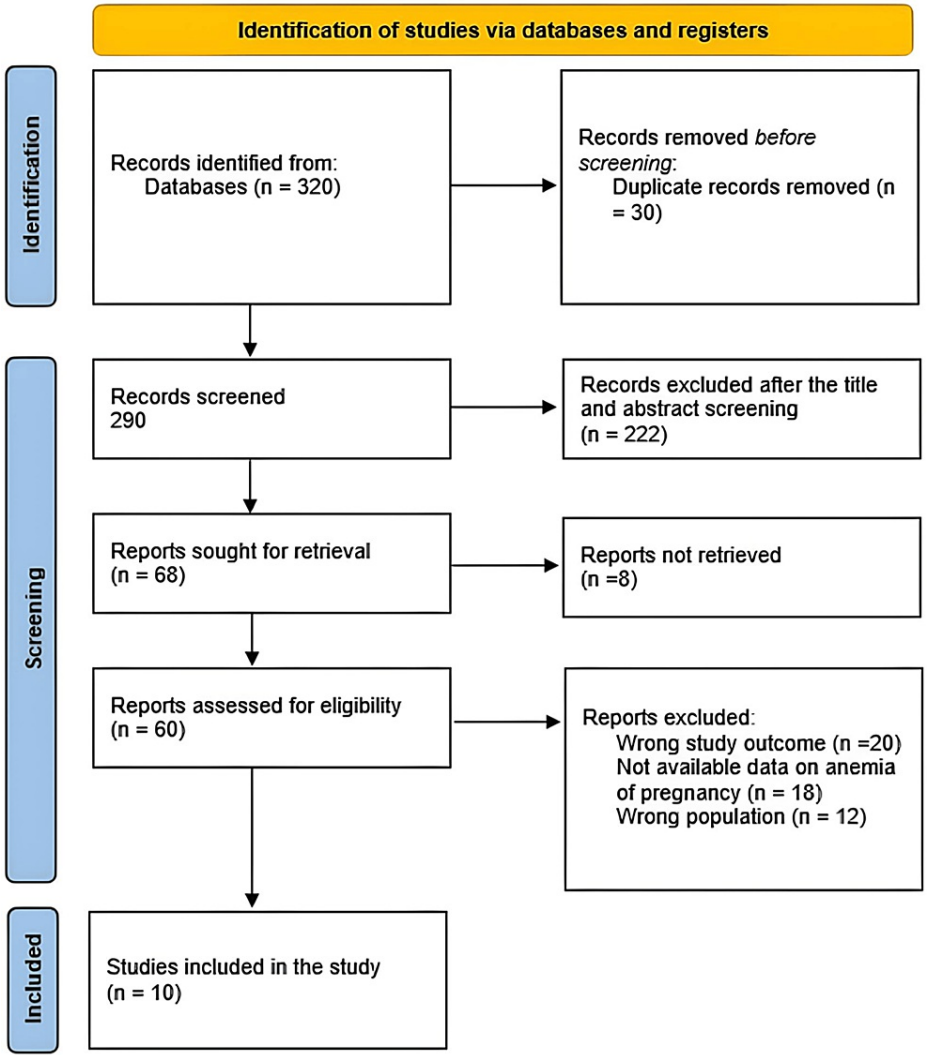 Identification of studies via databases and registers
Identification
Records identified from:
Databases (n = 320)
Records removed before
screening:
Duplicate records removed (n
= 30)
Screening
Records screened
290
Records excluded after the title
and abstract screening
(n = 222)
Reports sought for retrieval
(n = 68)
Reports not retrieved
(n =8)
Reports assessed for eligibility
(n = 60)
Reports excluded:
Wrong study outcome (n =20)
Not available data on anemia
of pregnancy (n = 18)
Wrong population (n = 12)
Included
Studies included in the study
(n = 10)